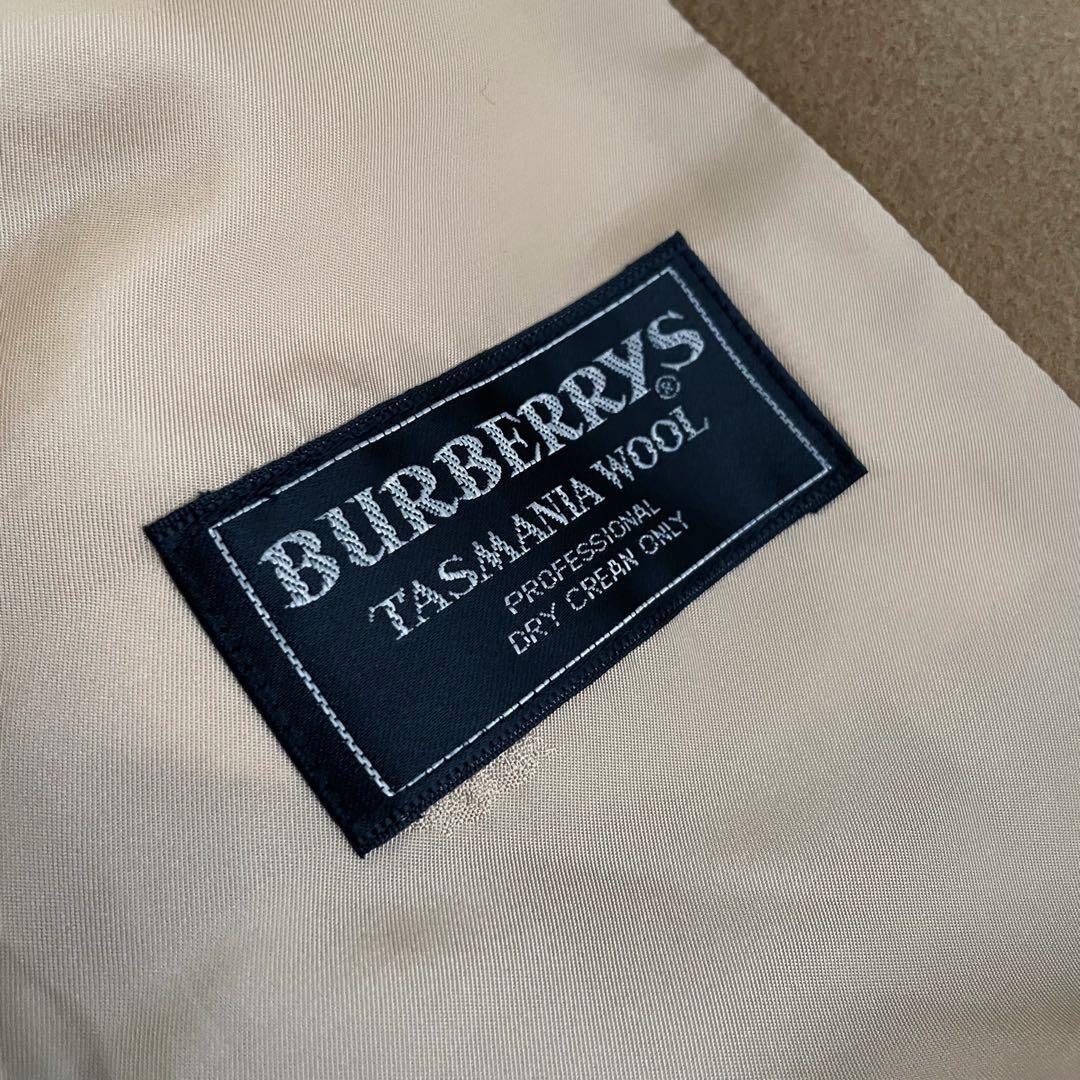 BURBERRYS®
TASMANIA WOOL
PROFESSIONAL
DRY CREAN ONLY